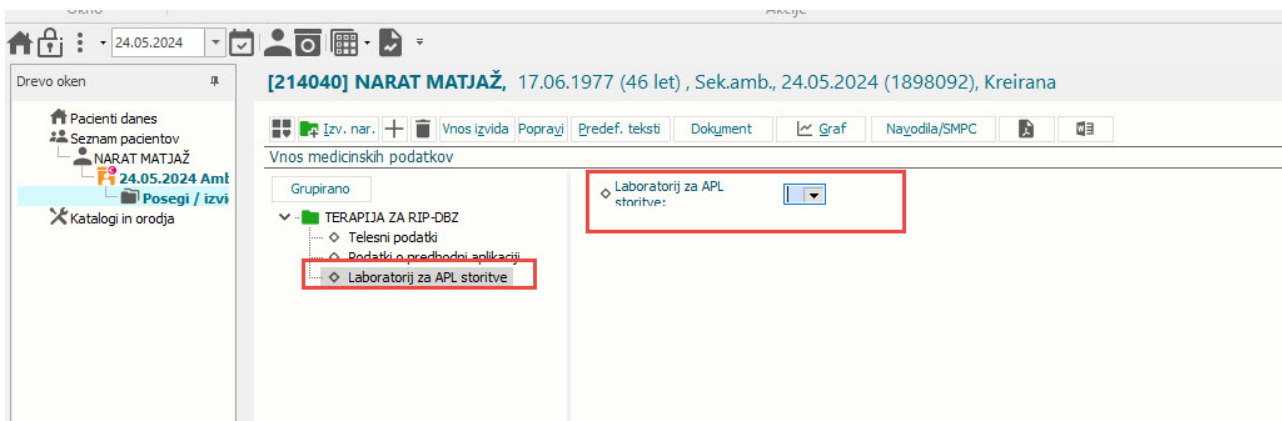 Okno
Akcije
24.05.2024
Drevo oken
[214040] NARAT MATJAŽ, 17.06.1977 (46 let) , Sek.amb., 24.05.2024 (1898092), Kreirana
Pacienti danes
Seznam pacientov
NARAT MATJAŽ
24.05.2024 Amb
Posegi / izvi
Katalogi in orodja
Izv. nar.
Vnos izvida
Popravi
Predef. teksti
Dokument
Graf
Navodila/SMPC
Vnos medicinskih podatkov
Grupirano
TERAPIJA ZA RIP-DBZ
Telesni podatki
Podatki o predhodni aplikaciji
Laboratorij za APL storitve
Laboratorij za APL
storitve: